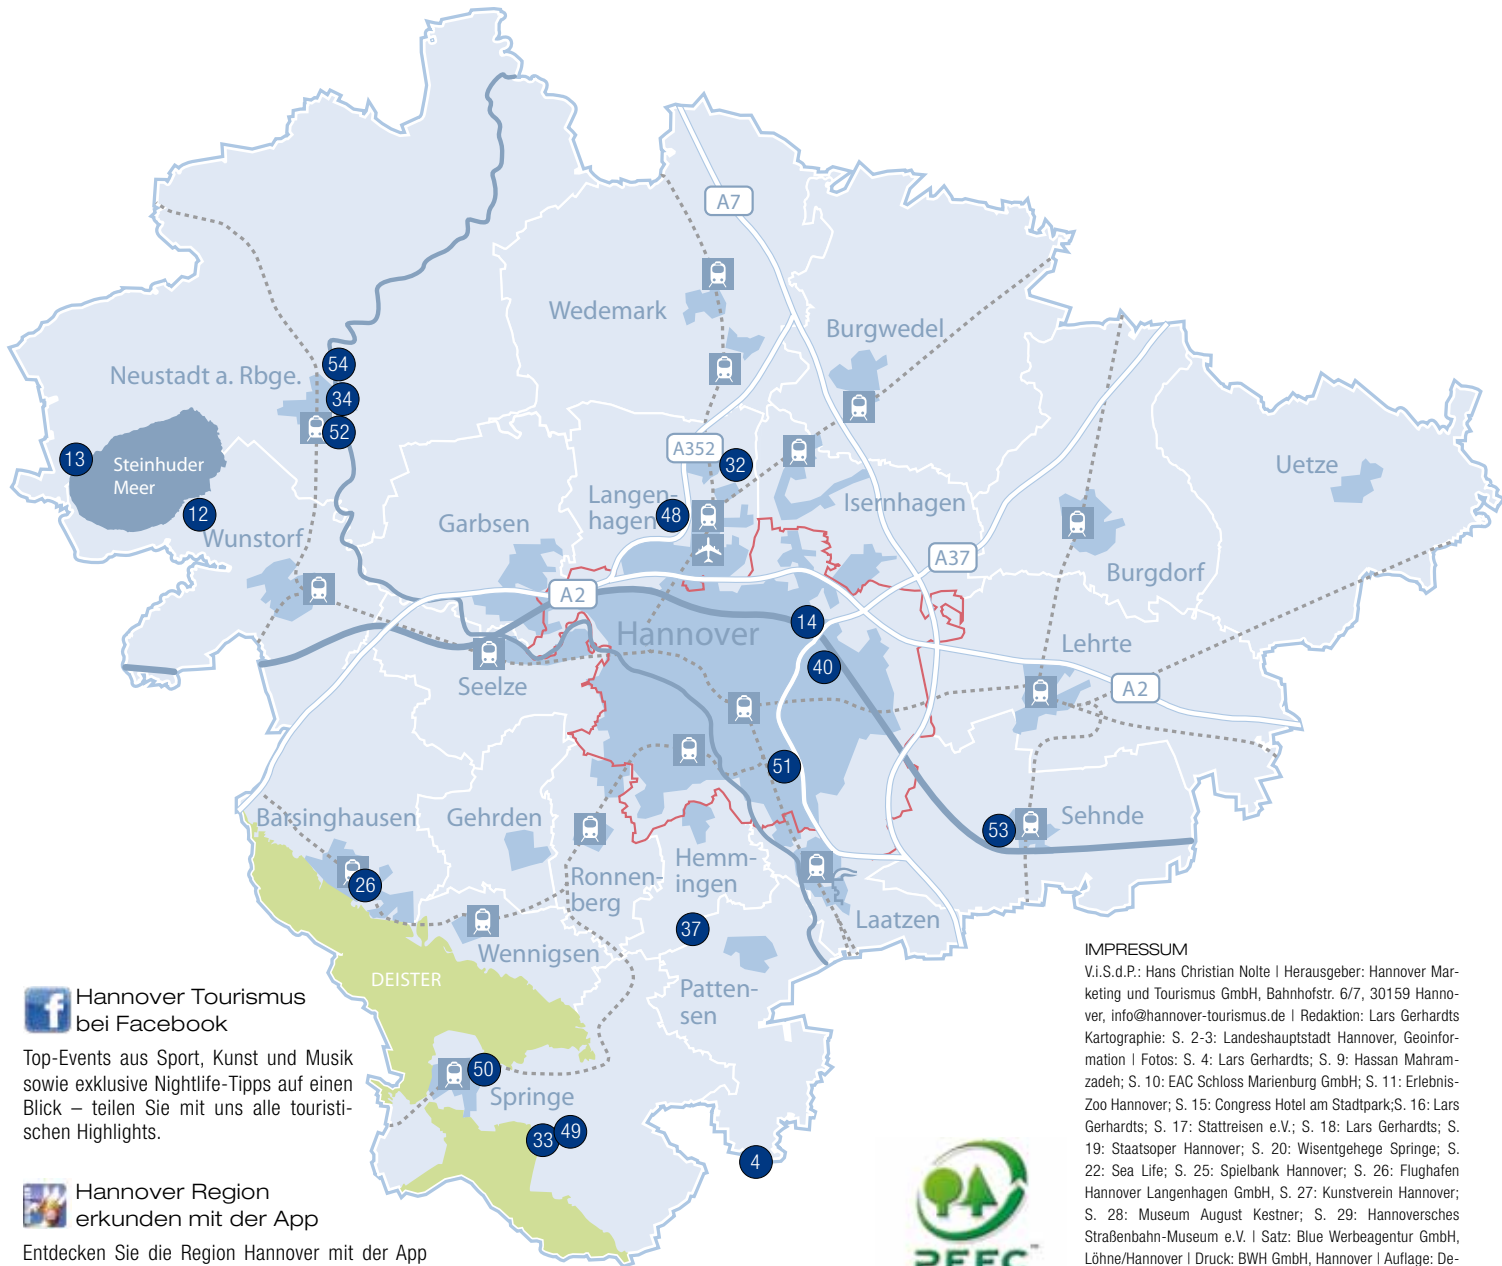 A7
Wedemark
Burgwedel
54
Neustadt a. Rbge.
34
52
A352
32
13
Steinhuder
Meer
Uetze
Langen-
hagen
48
Isernhagen
12
Wunstorf
Garbsen
A37
Burgdorf
A2
14
Hannover
Lehrte
40
Seelze
A2
51
Barsinghausen
Gehrden
53
Sehnde
26
Hemm-
ingen
Ronnen-
berg
Laatzen
37
Wennigsen
DEISTER
Patten-
sen
50
Springe
33
49
4
Hannover Tourismus
bei Facebook
Top-Events aus Sport, Kunst und Musik
sowie exklusive Nightlife-Tipps auf einen
Blick – teilen Sie mit uns alle touristi-
schen Highlights.
Hannover Region
erkunden mit der App
Entdecken Sie die Region Hannover mit der App
PEFC™
IMPRESSUM
V.i.S.d.P.: Hans Christian Nolte | Herausgeber: Hannover Mar-
keting und Tourismus GmbH, Bahnhofstr. 6/7, 30159 Hanno-
ver, info@hannover-tourismus.de | Redaktion: Lars Gerhardts
Kartographie: S. 2-3: Landeshauptstadt Hannover, Geoinfor-
mation | Fotos: S. 4: Lars Gerhardts; S. 9: Hassan Mahram-
zadeh; S. 10: EAC Schloss Marienburg GmbH; S. 11: Erlebnis-
Zoo Hannover; S. 15: Congress Hotel am Stadtpark;S. 16: Lars
Gerhardts; S. 17: Stattreisen e.V.; S. 18: Lars Gerhardts; S.
19: Staatsoper Hannover; S. 20: Wisentgehege Springe; S.
22: Sea Life; S. 25: Spielbank Hannover; S. 26: Flughafen
Hannover Langenhagen GmbH, S. 27: Kunstverein Hannover;
S. 28: Museum August Kestner; S. 29: Hannoversches
Straßenbahn-Museum e.V. | Satz: Blue Werbeagentur GmbH,
Löhne/Hannover | Druck: BWH GmbH, Hannover | Auflage: De-